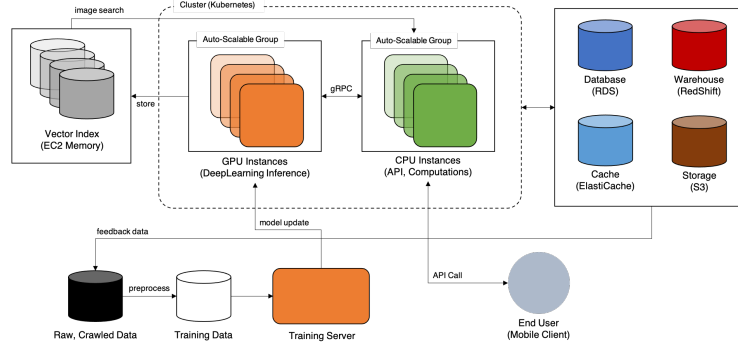 image search
Cluster (Kubernetes)
Auto-Scalable Group
Auto-Scalable Group
Database
(RDS)
Warehouse
(RedShift)
gRPC
store
Vector Index
(EC2 Memory)
GPU Instances
(DeepLearning Inference)
CPU Instances
(API, Computations)
Cache
(ElastiCache)
Storage
(S3)
model update
feedback data
preprocess
API Call
Raw, Crawled Data
Training Data
Training Server
End User
(Mobile Client)